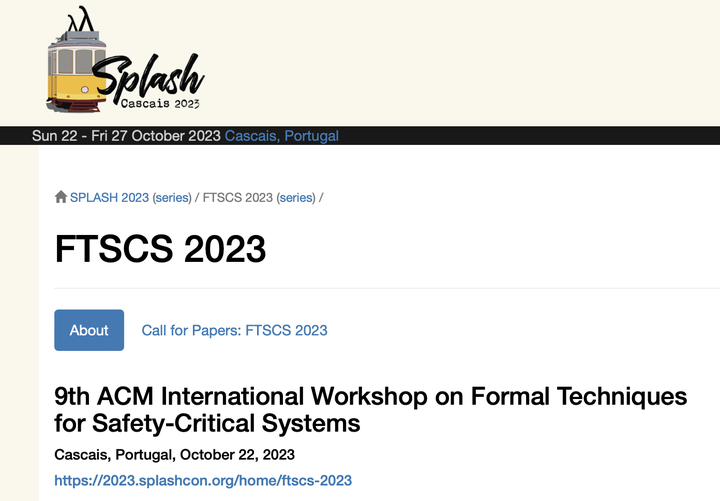 Splash
Cascais 2023
Sun 22 - Fri 27 October 2023 Cascais, Portugal
SPLASH 2023 (series) / FTSCS 2023 (series) /
FTSCS 2023
About Call for Papers: FTSCS 2023
9th ACM International Workshop on Formal Techniques
for Safety-Critical Systems
Cascais, Portugal, October 22, 2023
https://2023.splashcon.org/home/ftscs-2023